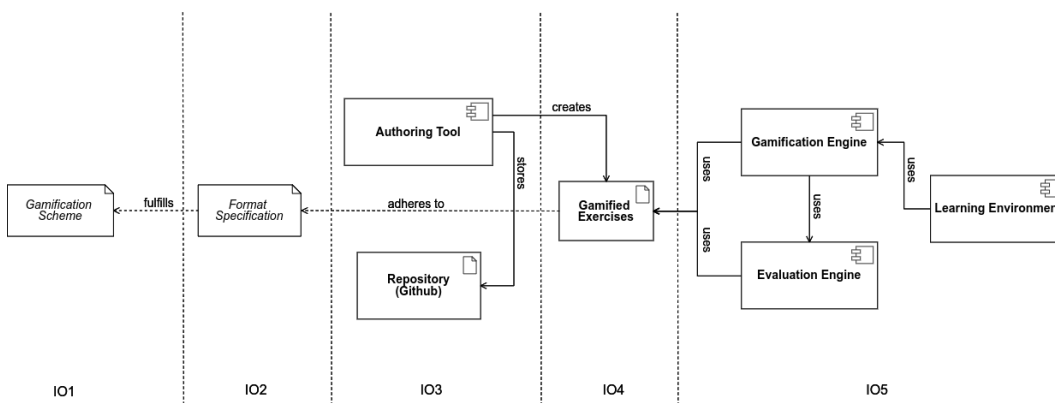 creates
Authoring Tool
stores
Gamification Engine
uses
uses
uses
Gamification
Scheme
fulfills
Format
Specification
adheres to
Gamified
Exercises
Learning Environment
uses
Repository
(Github)
Evaluation Engine
IO1
IO2
IO3
IO4
IO5